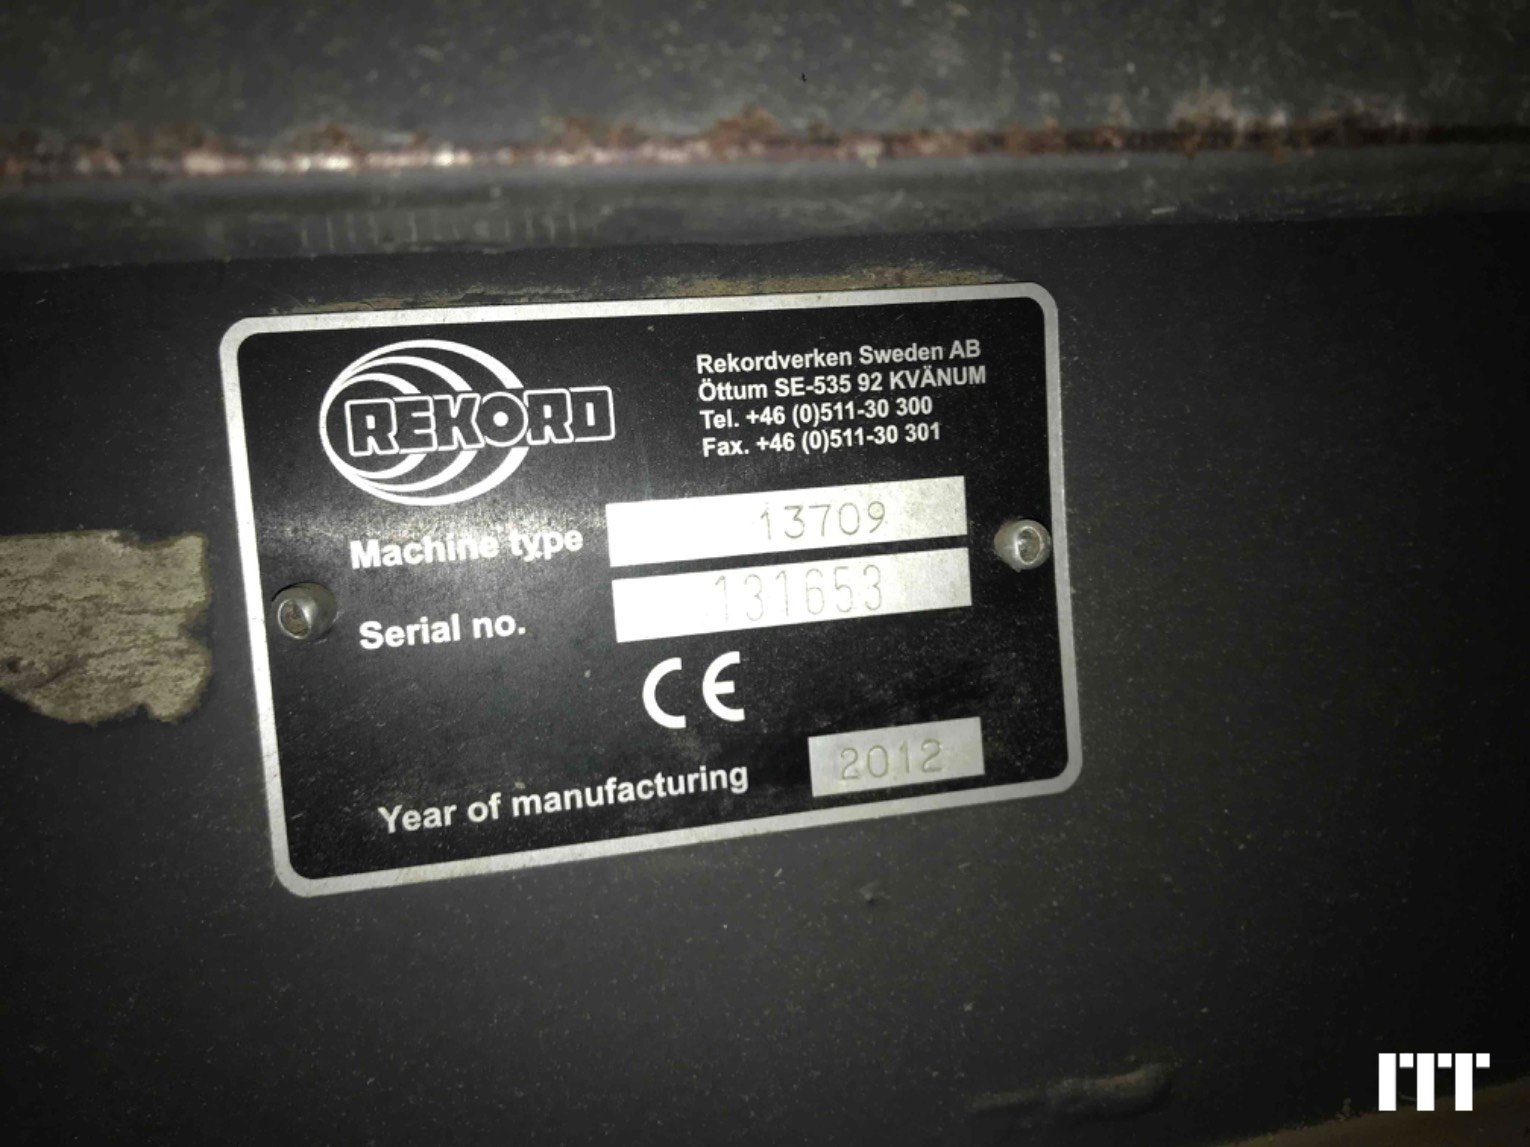 REKORD
Rekordverken Sweden AB
Öttum SE-535 92 KVÄNUM
Tel. +46 (0)511-30 300
Fax. +46 (0)511-30 301
Machine type 13709
Serial no. 131653
CE
Year of manufacturing 2012